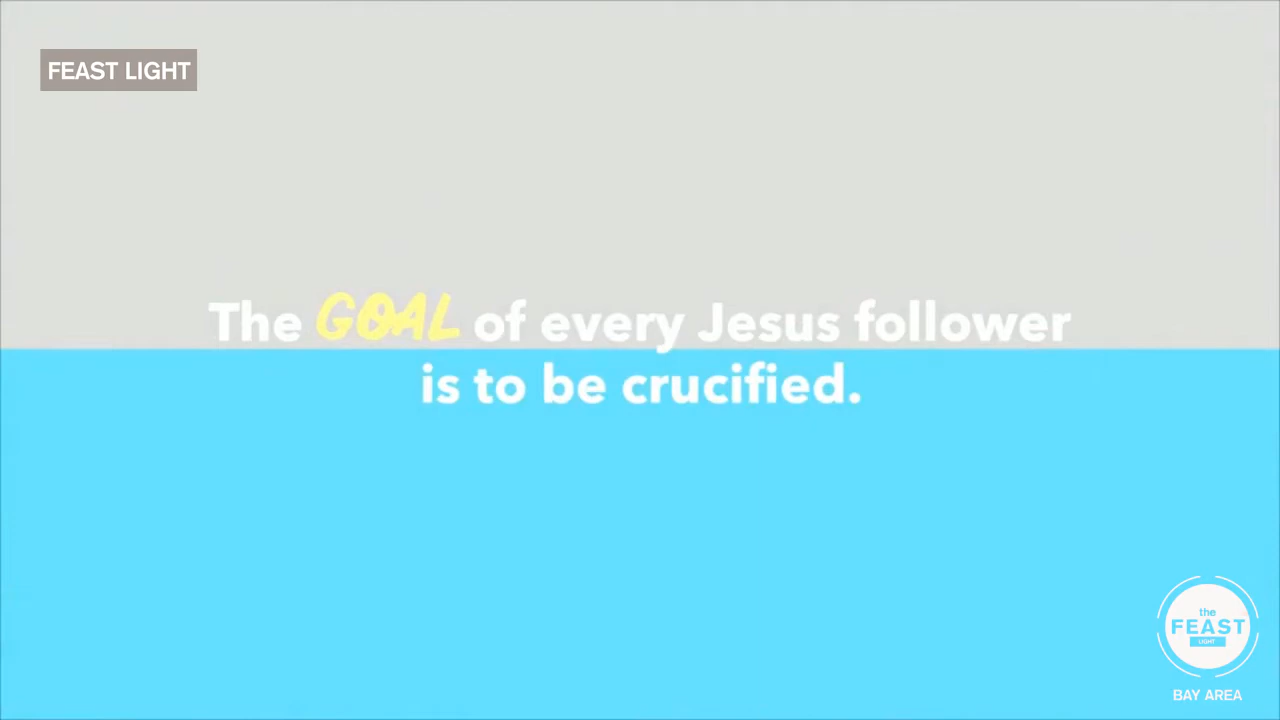 FEAST LIGHT
The GOAL of every Jesus follower
is to be crucified.
the
FEAST
LIGHT
BAY AREA